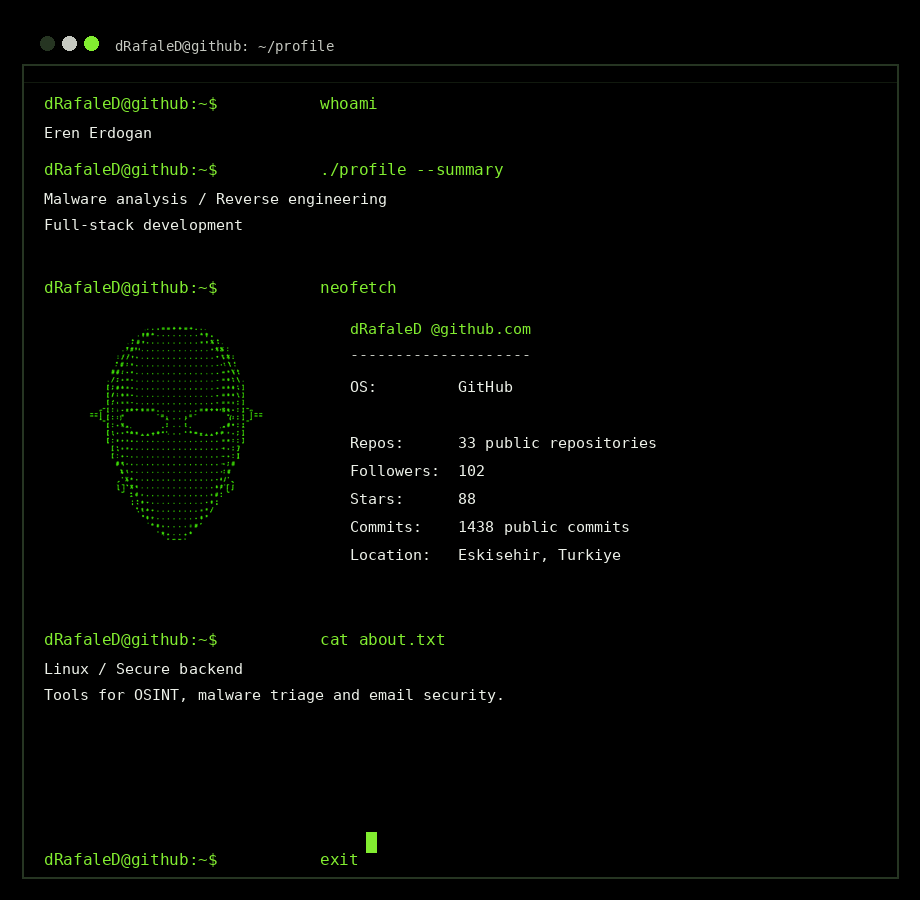 dRafaleD@github: ~/profile
dRafaleD@github:~$ whoami
Eren Erdogan
dRafaleD@github:~$ ./profile --summary
Malware analysis / Reverse engineering
Full-stack development
dRafaleD@github:~$ neofetch
dRafaleD @github.com
--------------------
OS: GitHub
Repos: 33 public repositories
Followers: 102
Stars: 88
Commits: 1438 public commits
Location: Eskisehir, Turkiye
dRafaleD@github:~$ cat about.txt
Linux / Secure backend
Tools for OSINT, malware triage and email security.
dRafaleD@github:~$ exit